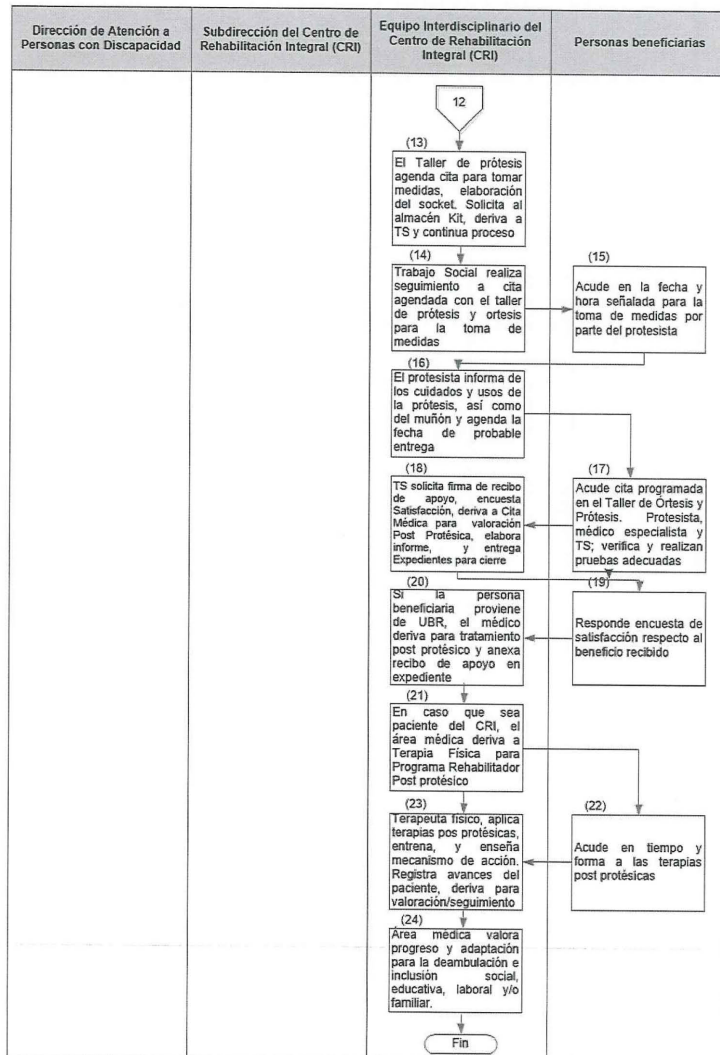 Dirección de Atención a
Personas con Discapacidad
Subdirección del Centro de
Rehabilitación Integral (CRI)
Equipo Interdisciplinario del
Centro de Rehabilitación
Integral (CRI)
Personas beneficiarias
12
(13)
El Taller de prótesis
agenda cita para tomar
medidas, elaboración
del socket. Solicita al
almacén Kit, deriva a
TS y continua proceso
(14)
Trabajo Social realiza
seguimiento a cita
agendada con el taller
de prótesis y ortesis
para la toma de
medidas
(15)
Acude en la fecha y
hora señalada para la
toma de medidas por
parte del protesista
(16)
El protesista informa de
los cuidados y usos de
la prótesis, así como
del muñón y agenda la
fecha de probable
entrega
(17)
Acude cita programada
en el Taller de Órtesis y
Prótesis. Protesista,
médico especialista y
TS; verifica y realizan
pruebas adecuadas
(18)
TS solicita firma de recibo
de apoyo, encuesta
Satisfacción, deriva a Cita
Médica para valoración
Post Protésica, elabora
informe, y entrega
Expedientes para cierre
(19)
Responde encuesta de
satisfacción respecto al
beneficio recibido
(20)
Si la persona
beneficiaria proviene
de UBR, el médico
deriva para tratamiento
post protésico y anexa
recibo de apoyo en
expediente
(21)
En caso que sea
paciente del CRI, el
área médica deriva a
Terapia Física para
Programa Rehabilitador
Post protésico
(22)
Acude en tiempo y
forma a las terapias
post protésicas
(23)
Terapeuta físico, aplica
terapias pos protésicas,
entrena, y enseña
mecanismo de acción.
Registra avances del
paciente, deriva para
valoración/seguimiento
(24)
Área médica valora
progreso y adaptación
para la deambulación e
inclusión social,
educativa, laboral y/o
familiar.
Fin